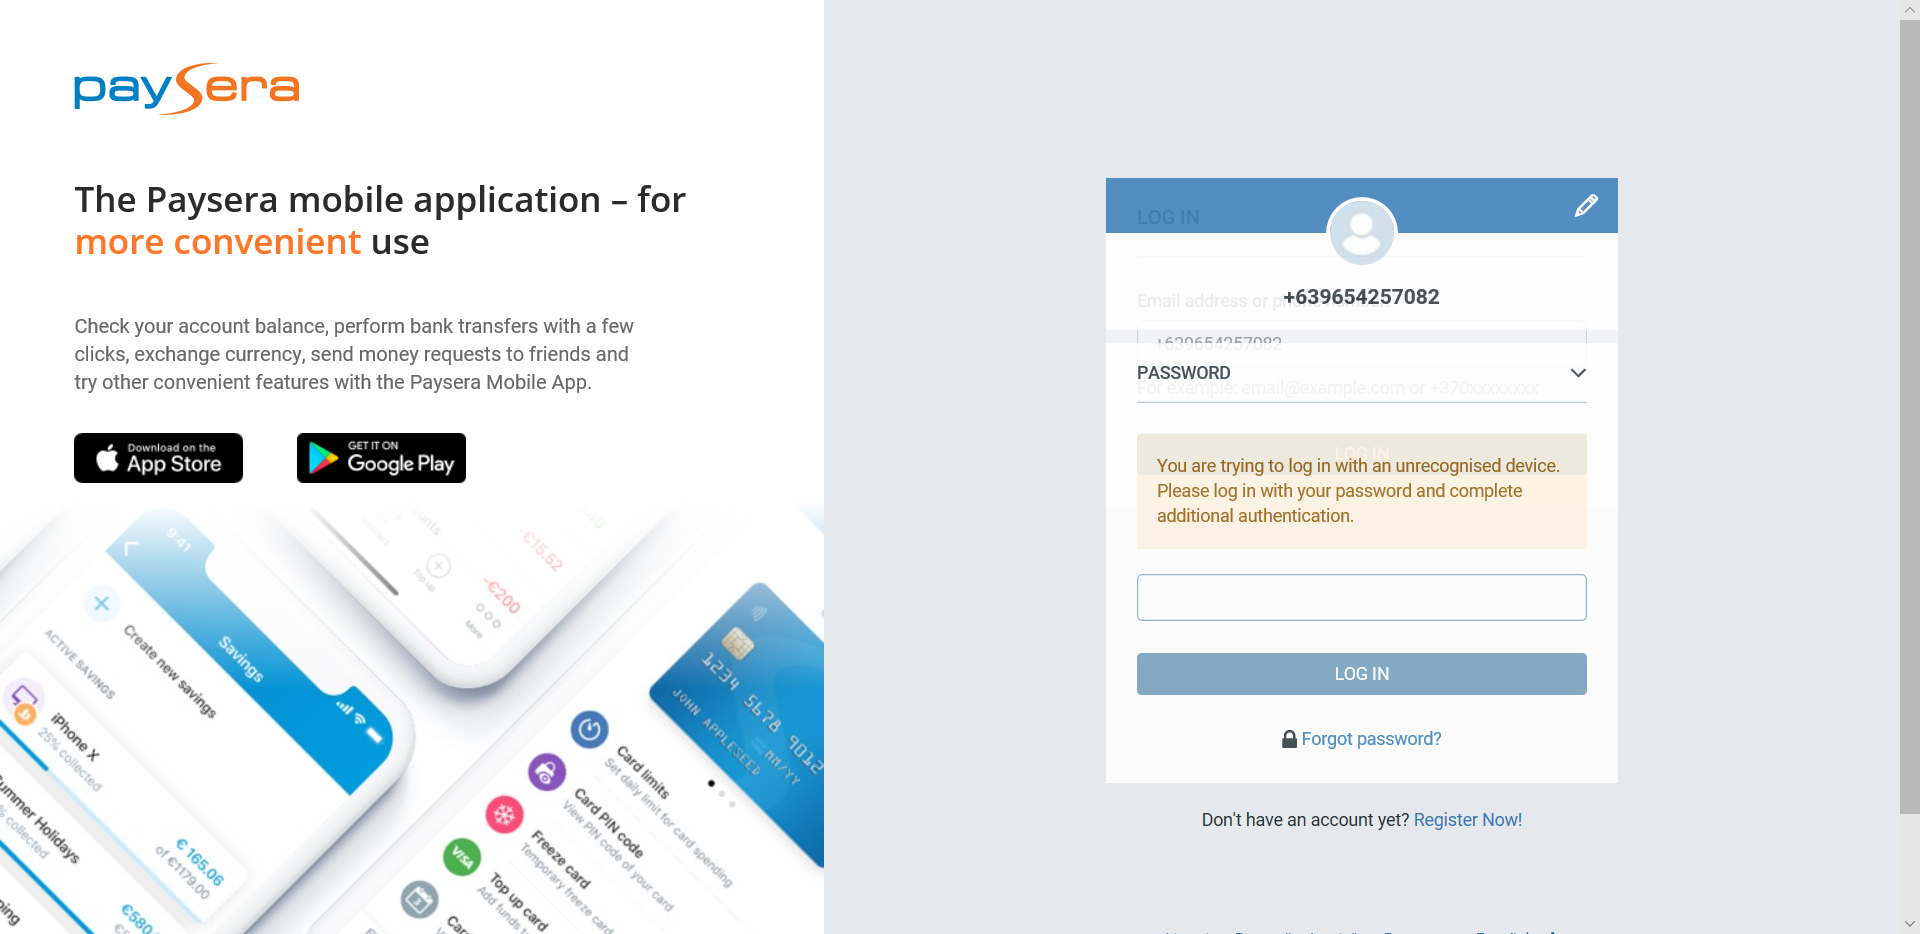 paysera
The Paysera mobile application – for
more convenient use
Check your account balance, perform bank transfers with a few
clicks, exchange currency, send money requests to friends and
try other convenient features with the Paysera Mobile App.
Download on the
App Store
GET IT ON
Google Play
9:41
Savings
Create new savings
ACTIVE SAVINGS
iPhone X
25% collected
€ 165.06
of €1179.00
ummer Holidays
% collected
€580
-€15.52
-€200
Top up
More
1234 5678 9012
JOHN APPLESEED
MM/YY
Card limits
Set daily limit for card spending
Card PIN code
View PIN code of your card
Freeze card
Temporary freeze card
VISA
Top up card
Add funds
LOG IN
+639654257082
Email address or
+639654257082
PASSWORD
For example: email@example.com or +370xxxxxxxx
LOG IN
You are trying to log in with an unrecognised device.
Please log in with your password and complete
additional authentication.
LOG IN
Forgot password?
Don't have an account yet? Register Now!